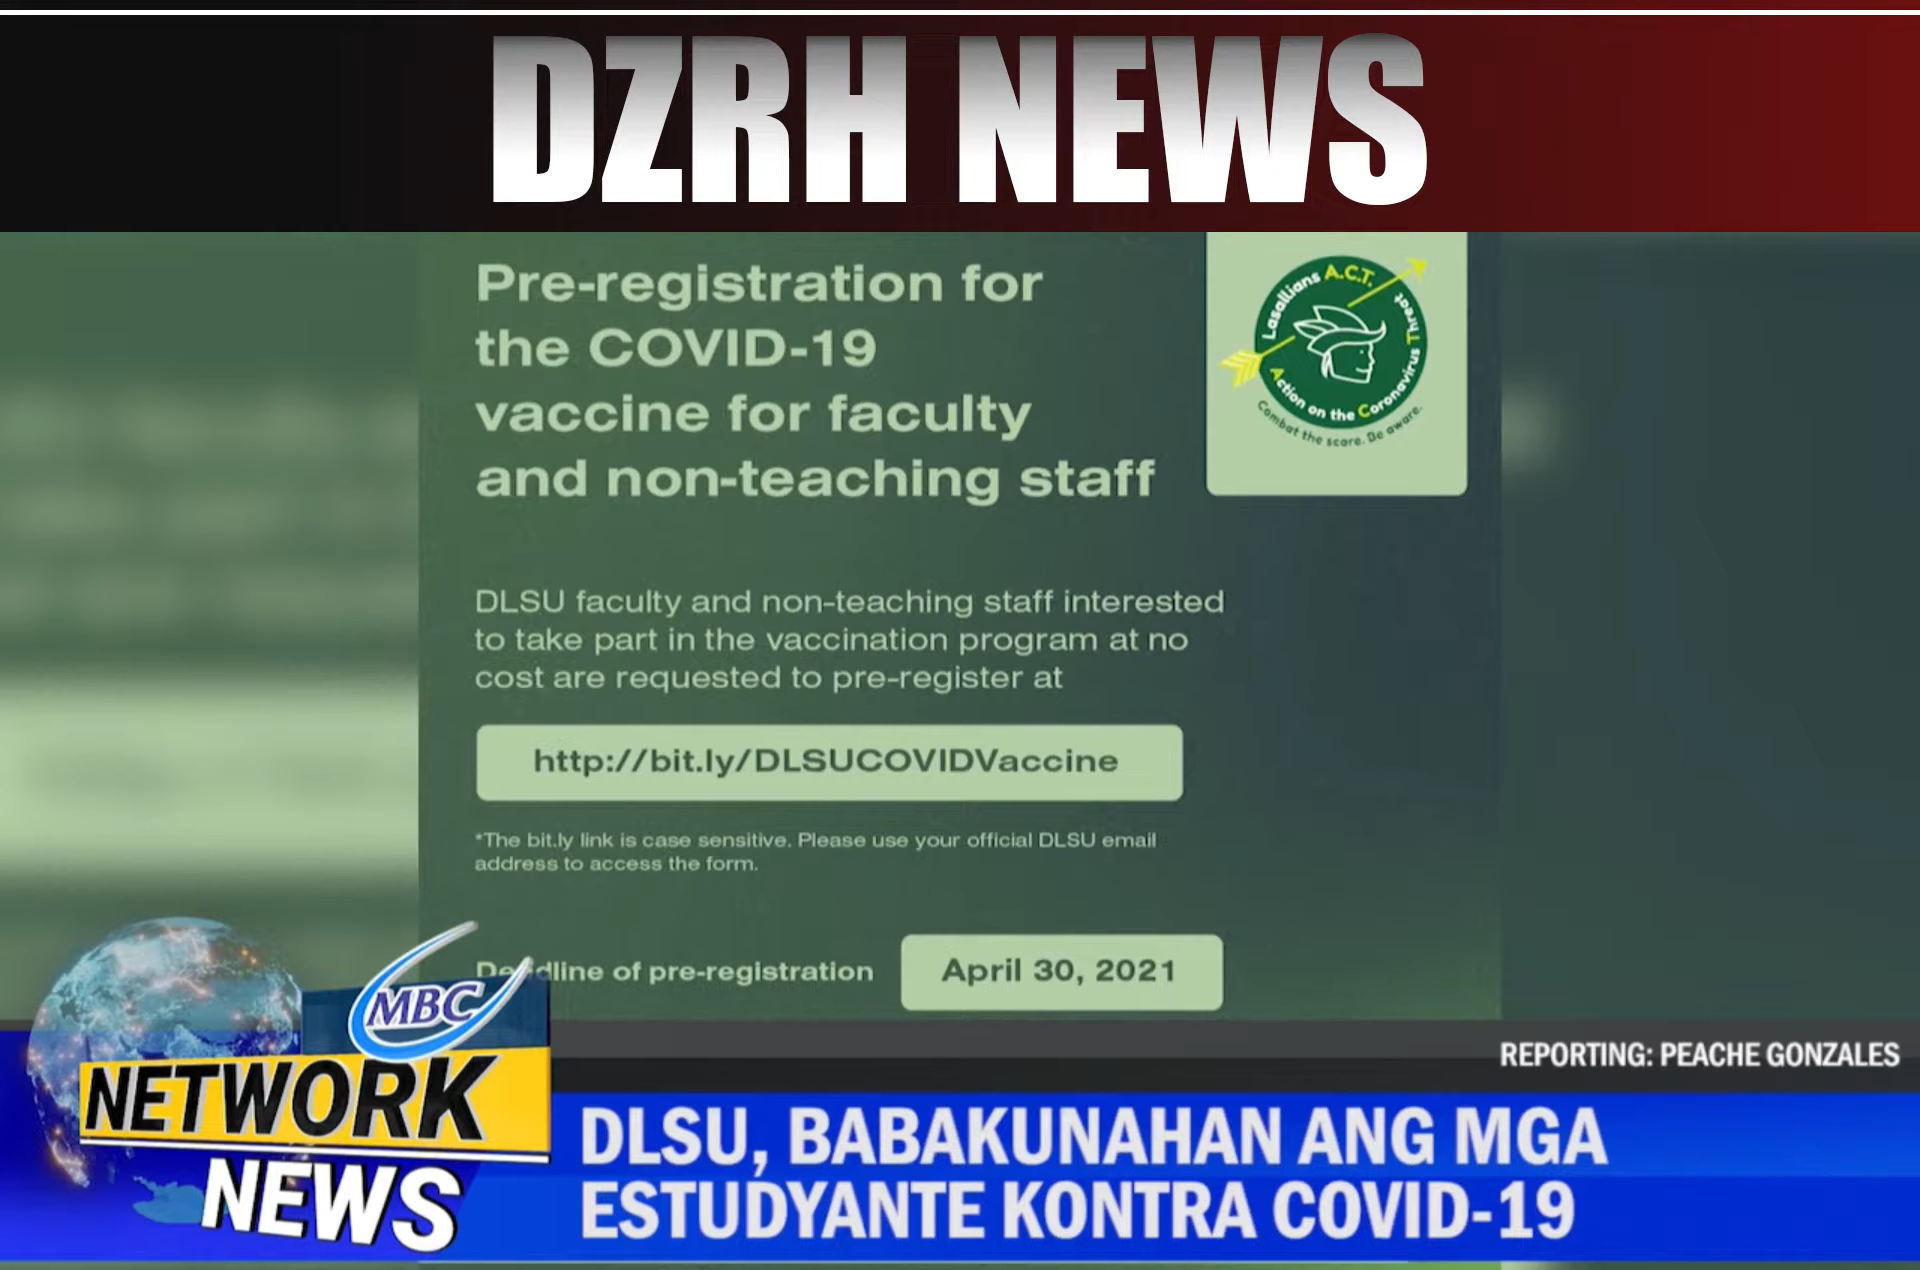 DZRH NEWS
Pre-registration for
the COVID-19
vaccine for faculty
and non-teaching staff
Lasallians A.C.T.
Action on the Coronavirus Threat
Combat the scare. Be aware.
DLSU faculty and non-teaching staff interested
to take part in the vaccination program at no
cost are requested to pre-register at
http://bit.ly/DLSUCOVIDVaccine
*The bit.ly link is case sensitive. Please use your official DLSU email
address to access the form.
Deadline of pre-registration
April 30, 2021
MBC
NETWORK
NEWS
REPORTING: PEACHE GONZALES
DLSU, BABAKUNAHAN ANG MGA
ESTUDYANTE KONTRA COVID-19